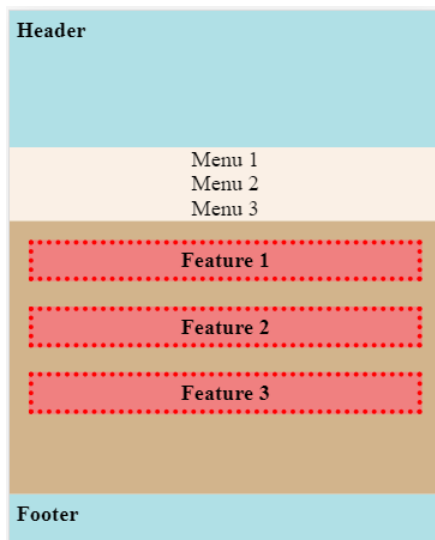 Header
Menu 1
Menu 2
Menu 3
Feature 1
Feature 2
Feature 3
Footer